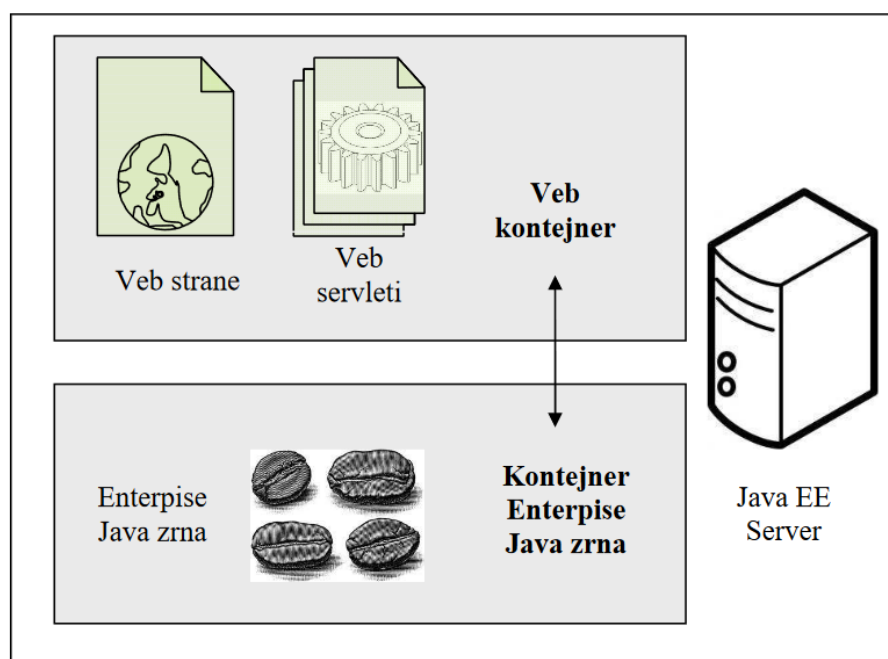 Veb strane
Veb
servleti
Veb
kontejner
Enterpise
Java zrna
Kontejner
Enterpise
Java zrna
Java EE
Server